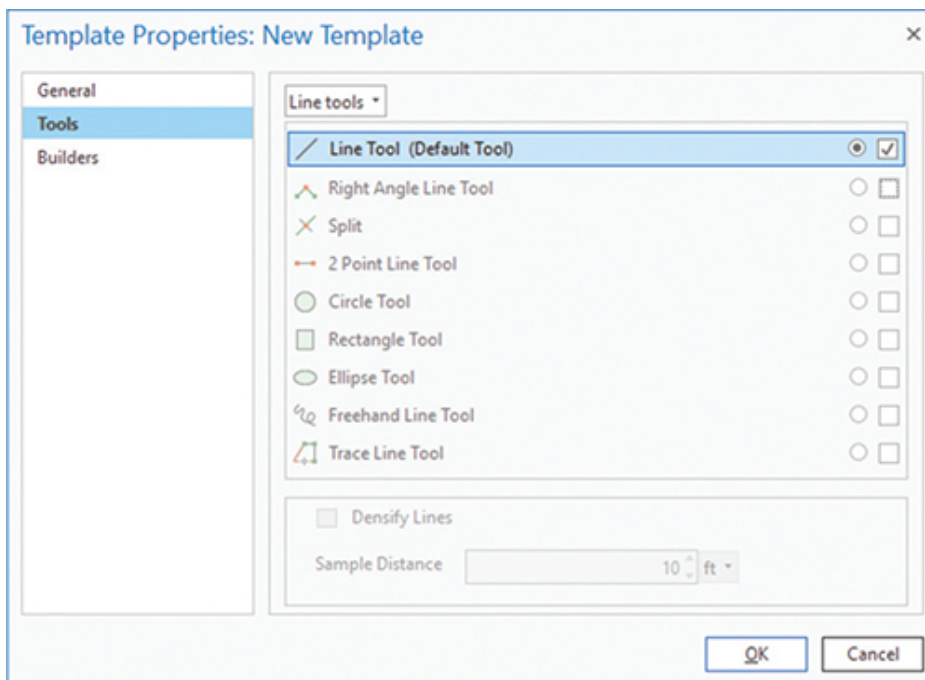 Template Properties: New Template
General
Tools
Builders
Line tools
Line Tool (Default Tool)
Right Angle Line Tool
Split
2 Point Line Tool
Circle Tool
Rectangle Tool
Ellipse Tool
Freehand Line Tool
Trace Line Tool
Densify Lines
Sample Distance 10 ft
OK Cancel